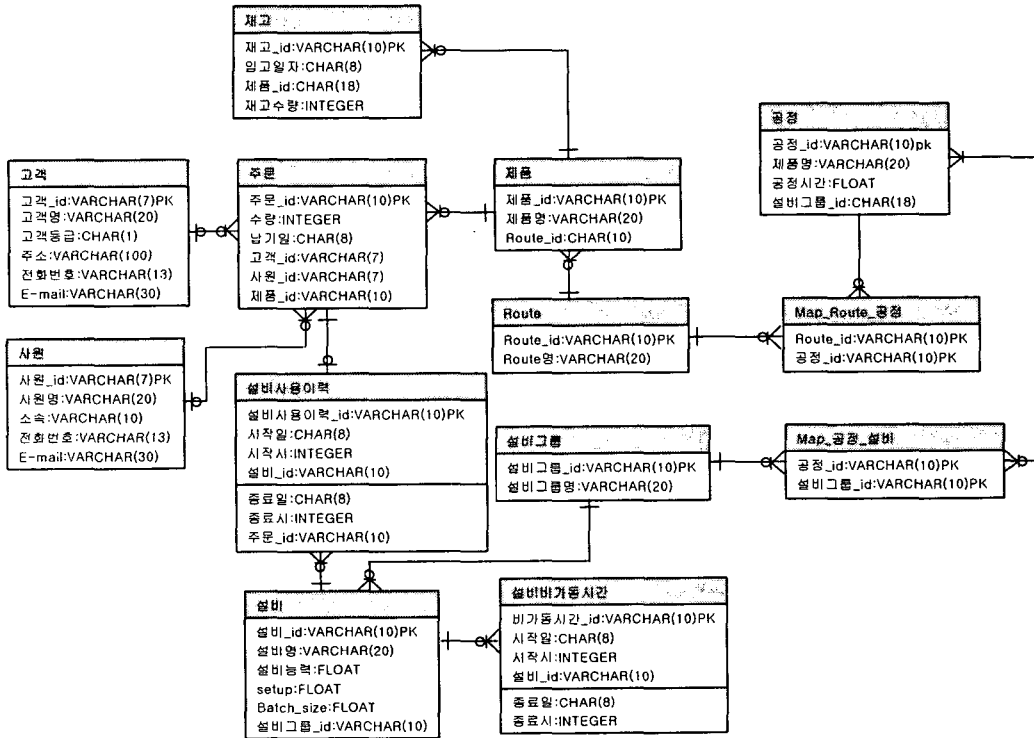 재고
재고_id:VARCHAR(10)PK
입고일자:CHAR(8)
제품_id:CHAR(18)
재고수량:INTEGER
공정
공정_id:VARCHAR(10)pk
제품명:VARCHAR(20)
공정시간:FLOAT
설비그룹_id:CHAR(18)
고객
고객_id:VARCHAR(7)PK
고객명:VARCHAR(20)
고객등급:CHAR(1)
주소:VARCHAR(100)
전화번호:VARCHAR(13)
E-mail:VARCHAR(30)
주문
주문_id:VARCHAR(10)PK
수량:INTEGER
납기일:CHAR(8)
고객_id:VARCHAR(7)
사원_id:VARCHAR(7)
제품_id:VARCHAR(10)
제품
제품_id:VARCHAR(10)PK
제품명:VARCHAR(20)
Route_id:CHAR(10)
Route
Route_id:VARCHAR(10)PK
Route명:VARCHAR(20)
Map_Route_공정
Route_id:VARCHAR(10)PK
공정_id:VARCHAR(10)PK
사원
사원_id:VARCHAR(7)PK
사원명:VARCHAR(20)
소속:VARCHAR(10)
전화번호:VARCHAR(13)
E-mail:VARCHAR(30)
설비사용이력
설비사용이력_id:VARCHAR(10)PK
시작일:CHAR(8)
시작시:INTEGER
설비_id:VARCHAR(10)
종료일:CHAR(8)
종료시:INTEGER
주문_id:VARCHAR(10)
설비그룹
설비그룹_id:VARCHAR(10)PK
설비그룹명:VARCHAR(20)
Map_공정_설비
공정_id:VARCHAR(10)PK
설비그룹_id:VARCHAR(10)PK
설비
설비_id:VARCHAR(10)PK
설비명:VARCHAR(20)
설비능력:FLOAT
setup:FLOAT
Batch_size:FLOAT
설비그룹_id:VARCHAR(10)
설비비가동시간
비가동시간_id:VARCHAR(10)PK
시작일:CHAR(8)
시작시:INTEGER
설비_id:VARCHAR(10)
종료일:CHAR(8)
종료시:INTEGER